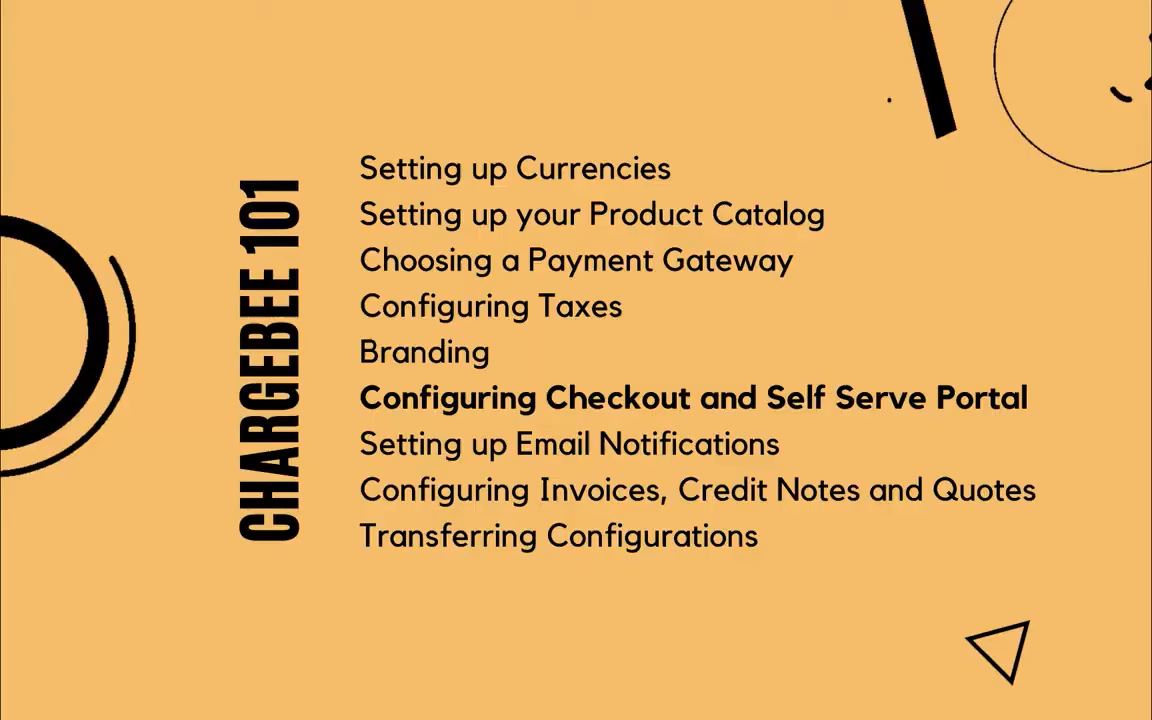 CHARGEBEE 101
Setting up Currencies
Setting up your Product Catalog
Choosing a Payment Gateway
Configuring Taxes
Branding
Configuring Checkout and Self Serve Portal
Setting up Email Notifications
Configuring Invoices, Credit Notes and Quotes
Transferring Configurations